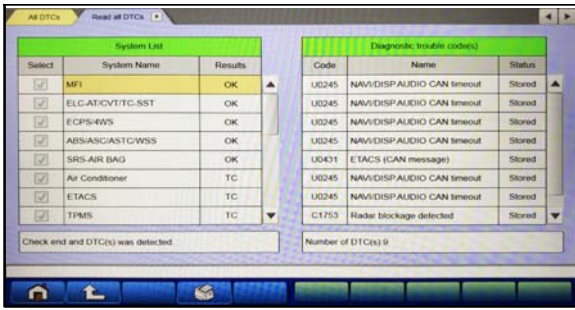 All DTCs Read all DTCs
System List
Select System Name Results
MFI OK
ELC-AT/CVT/TC-SST OK
ECPS/4WS OK
ABS/ASC/ASTC/WSS OK
SRS-AIR BAG OK
Air Conditioner TC
ETACS TC
TPMS TC
Check end and DTC(s) was detected
Diagnostic trouble code(s)
Code Name Status
U0245 NAVI/DISP.AUDIO CAN timeout Stored
U0245 NAVI/DISP.AUDIO CAN timeout Stored
U0245 NAVI/DISP.AUDIO CAN timeout Stored
U0245 NAVI/DISP.AUDIO CAN timeout Stored
U0431 ETACS (CAN message) Stored
U0245 NAVI/DISP.AUDIO CAN timeout Stored
U0245 NAVI/DISP.AUDIO CAN timeout Stored
C1753 Radar blockage detected Stored
Number of DTC(s):9